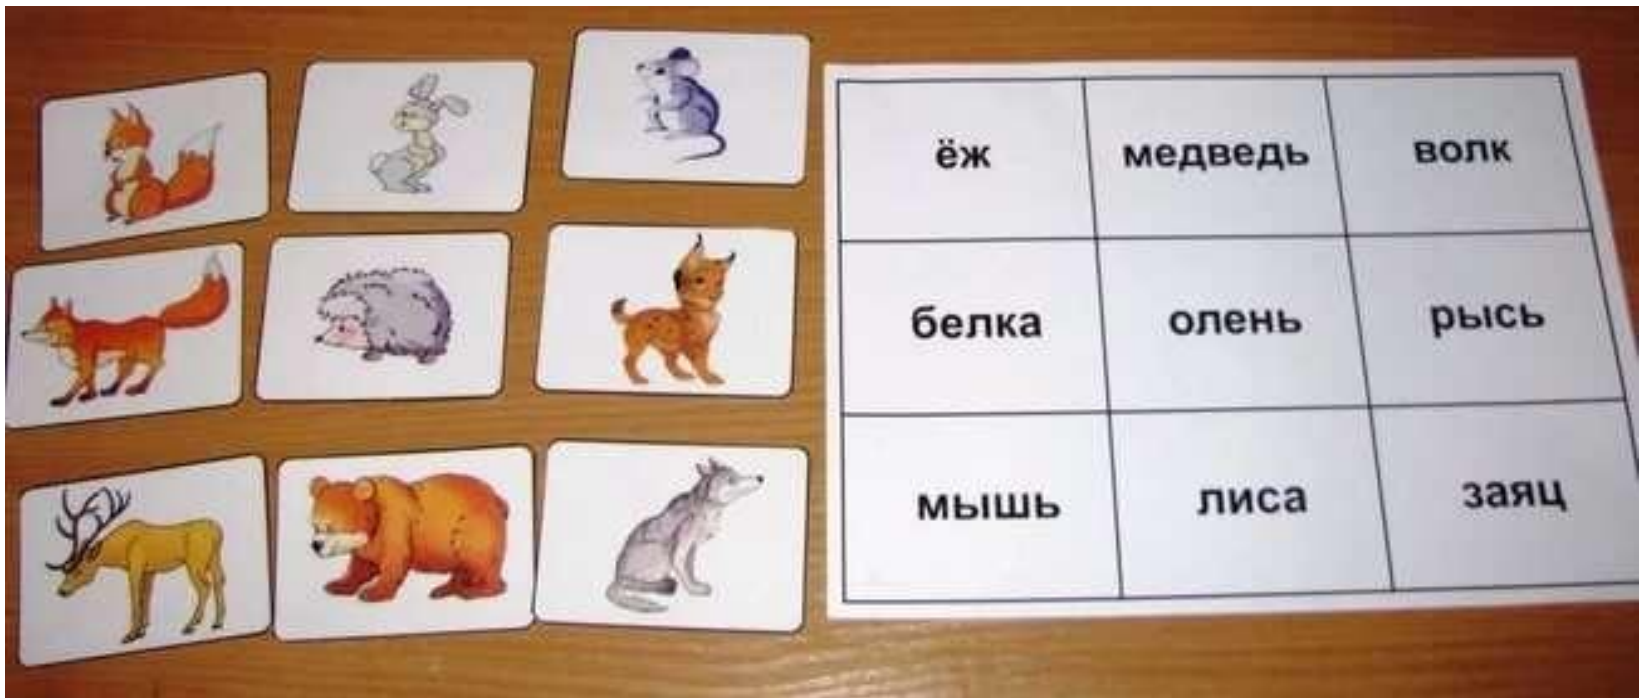 ёж медведь волк
белка олень рысь
мышь лиса заяц